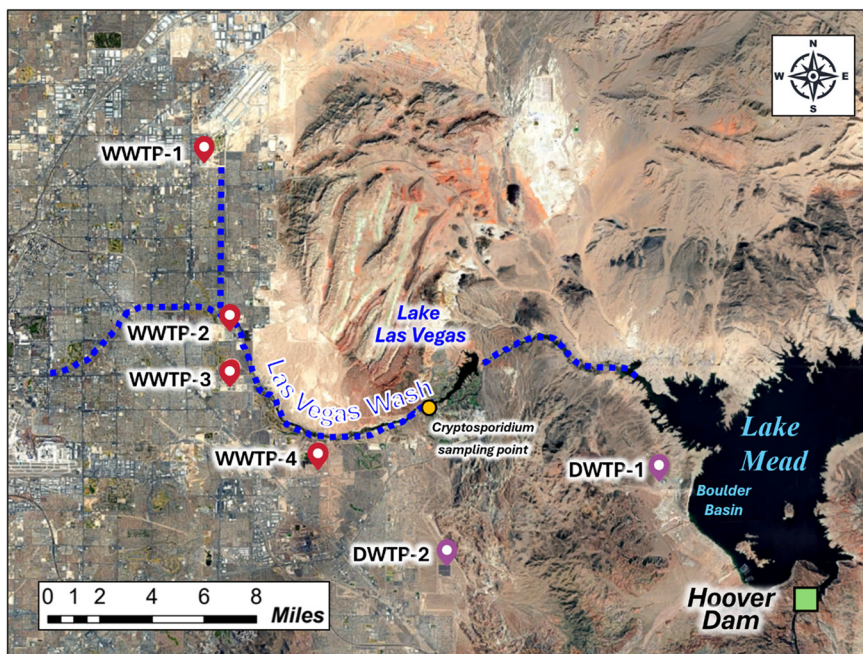 N
W E
S
WWTP-1
WWTP-2
WWTP-3
WWTP-4
Las Vegas Wash
Lake
Las Vegas
Cryptosporidium
sampling point
DWTP-1
DWTP-2
Lake
Mead
Boulder
Basin
Hoover
Dam
0 1 2 4 6 8
Miles